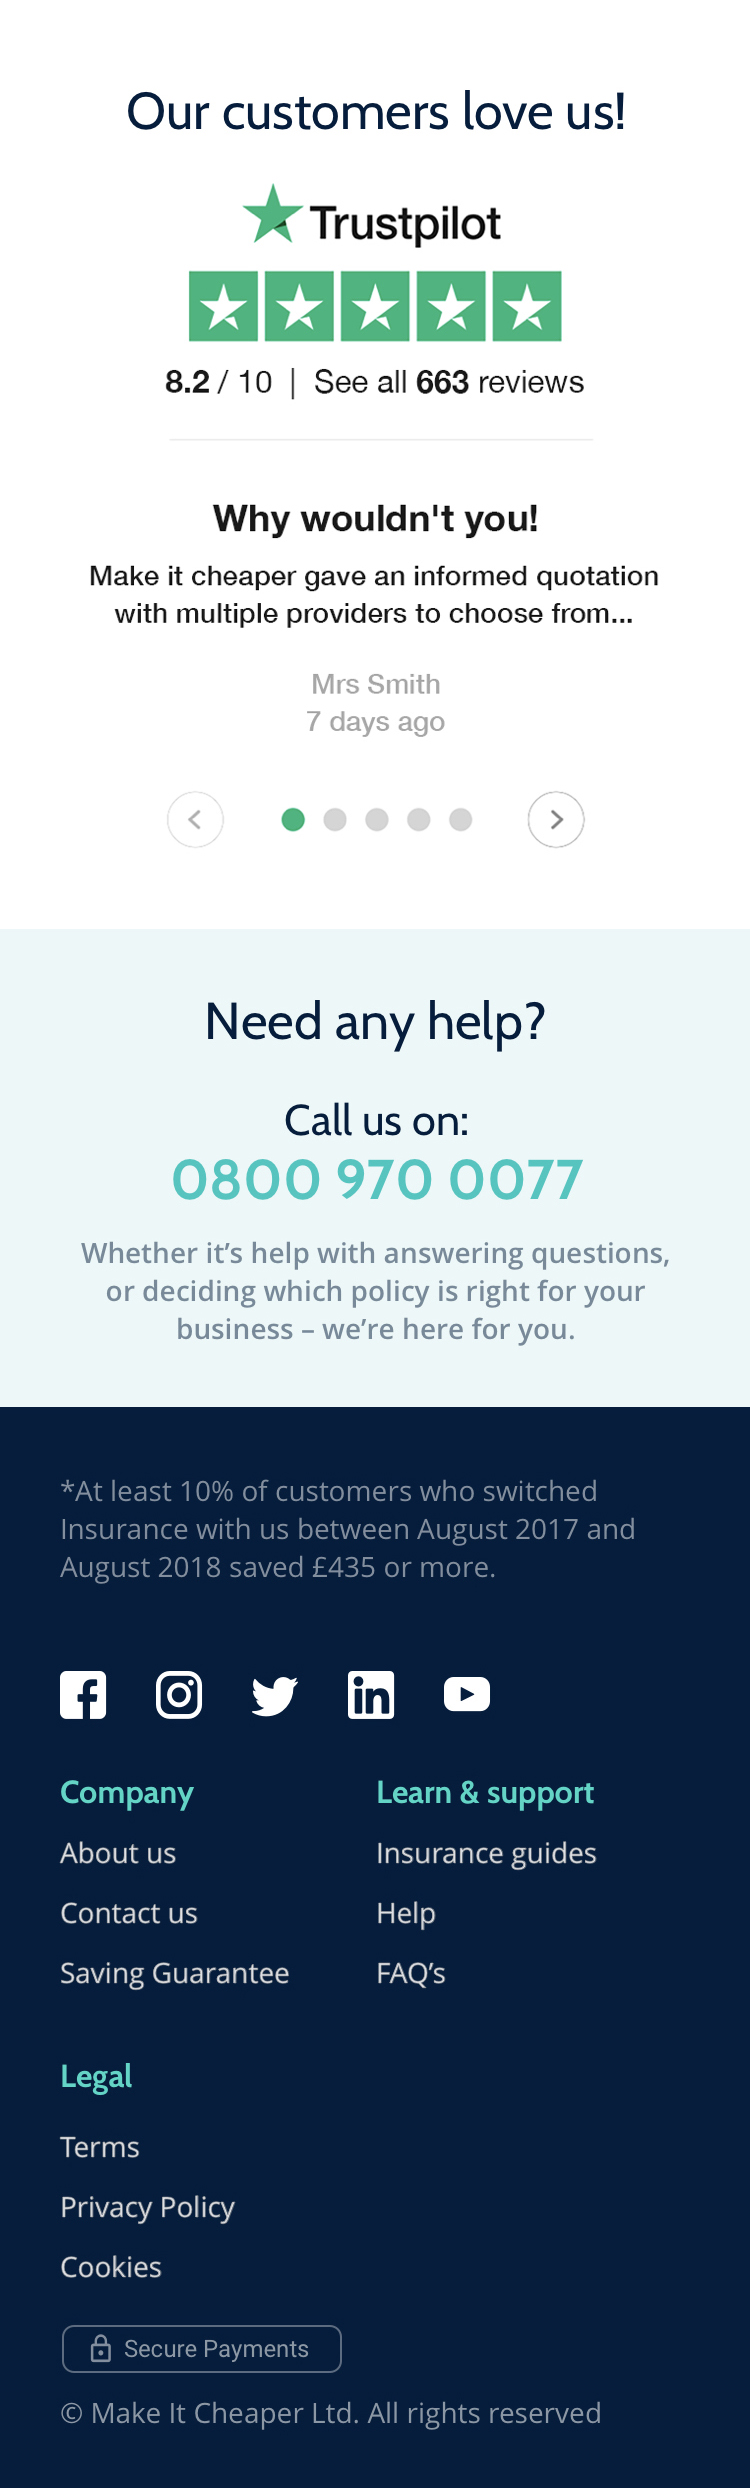 Our customers love us!
Trustpilot
8.2 / 10 | See all 663 reviews
Why wouldn't you!
Make it cheaper gave an informed quotation
with multiple providers to choose from...
Mrs Smith
7 days ago
Need any help?
Call us on:
0800 970 0077
Whether it’s help with answering questions,
or deciding which policy is right for your
business – we’re here for you.
*At least 10% of customers who switched
Insurance with us between August 2017 and
August 2018 saved £435 or more.
Company
About us
Contact us
Saving Guarantee
Learn & support
Insurance guides
Help
FAQ’s
Legal
Terms
Privacy Policy
Cookies
Secure Payments
© Make It Cheaper Ltd. All rights reserved